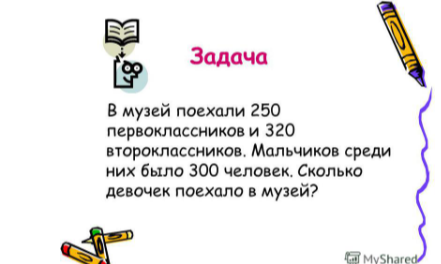 Задача
В музей поехали 250
первоклассников и 320
второклассников. Мальчиков среди
них было 300 человек. Сколько
девочек поехало в музей?
MyShared